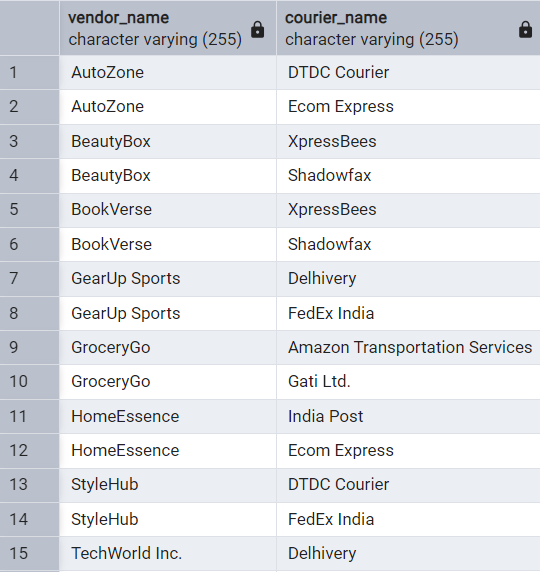 vendor_name courier_name
character varying (255) character varying (255)
1 AutoZone DTDC Courier
2 AutoZone Ecom Express
3 BeautyBox XpressBees
4 BeautyBox Shadowfax
5 BookVerse XpressBees
6 BookVerse Shadowfax
7 GearUp Sports Delhivery
8 GearUp Sports FedEx India
9 GroceryGo Amazon Transportation Services
10 GroceryGo Gati Ltd.
11 HomeEssence India Post
12 HomeEssence Ecom Express
13 StyleHub DTDC Courier
14 StyleHub FedEx India
15 TechWorld Inc. Delhivery